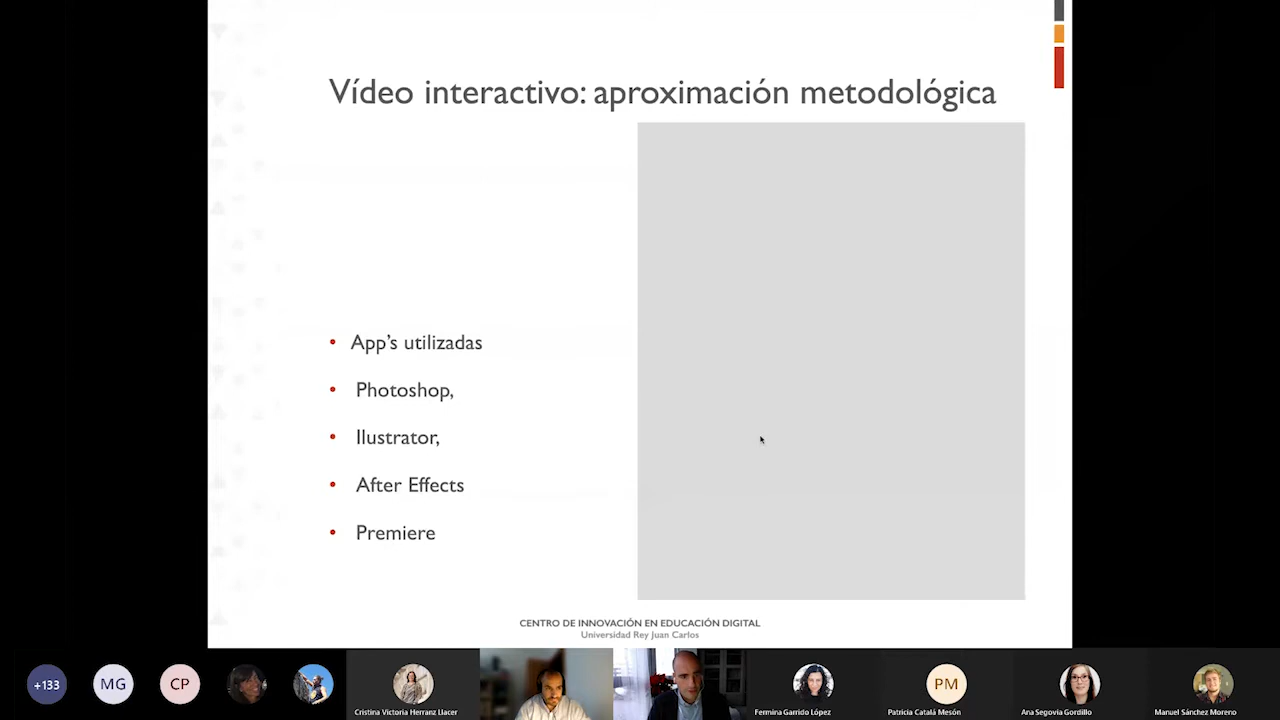 Vídeo interactivo: aproximación metodológica
• App's utilizadas
• Photoshop,
• Ilustrator,
• After Effects
• Premiere
CENTRO DE INNOVACIÓN EN EDUCACIÓN DIGITAL
Universidad Rey Juan Carlos
+133
MG
CP
Cristina Victoria Herranz Llacer
Fermina Garrido López
PM
Patricia Catalá Mesón
Ana Segovia Gordillo
Manuel Sánchez Moreno